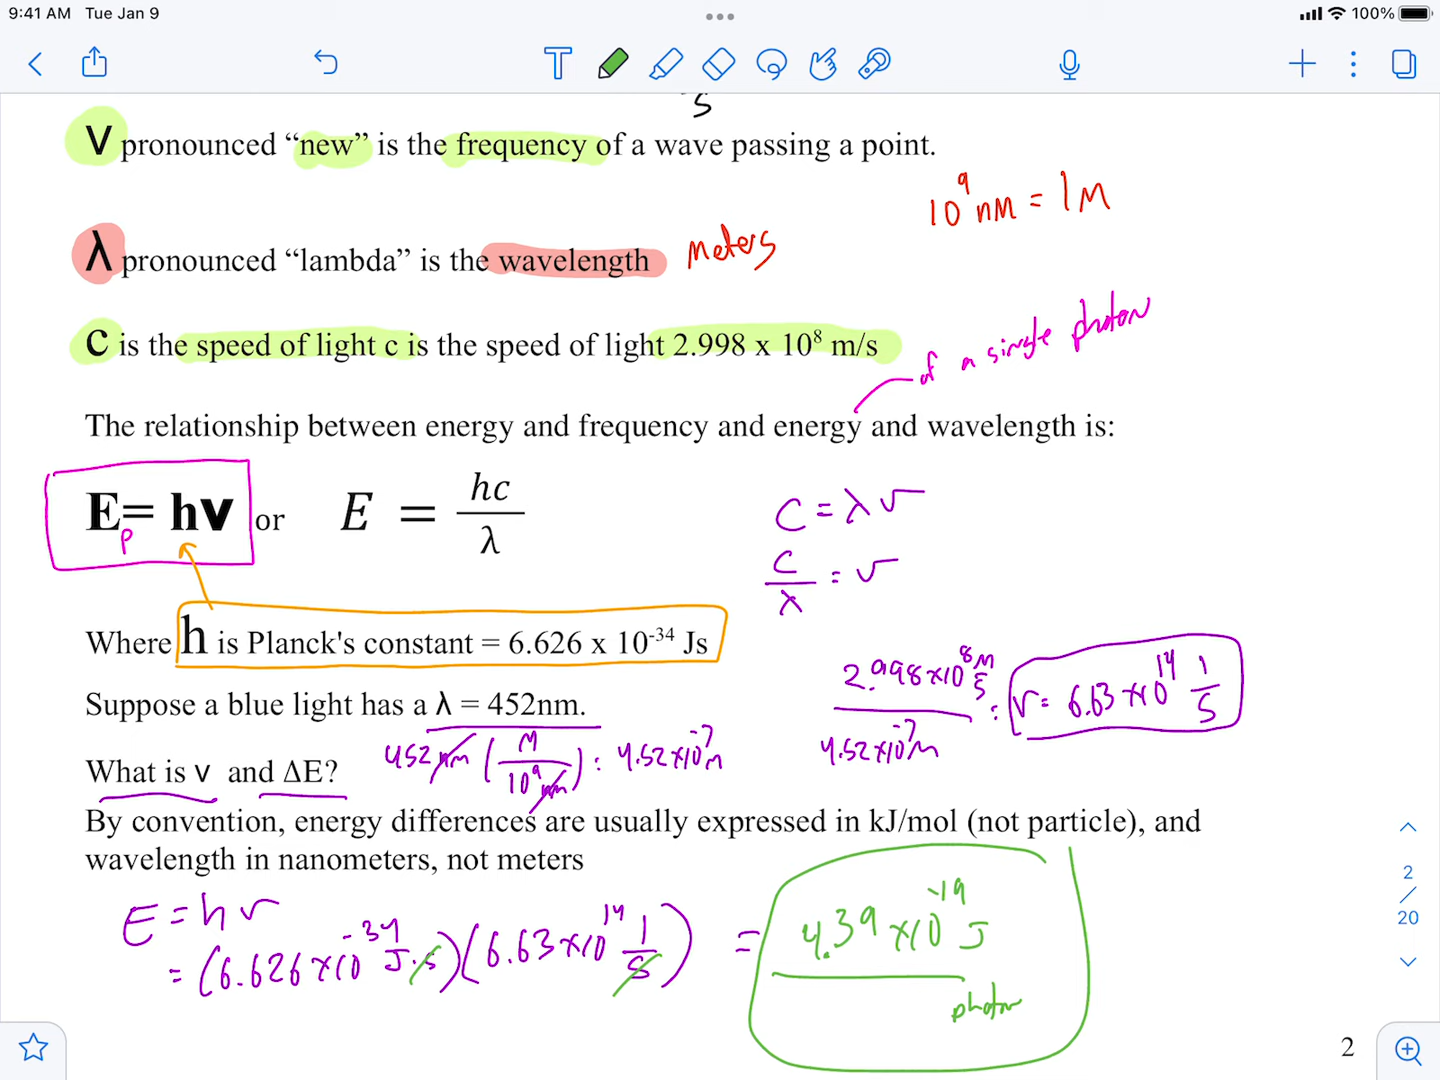 9:41 AM Tue Jan 9
100%
s
ν pronounced “new” is the frequency of a wave passing a point.
10⁹ nM = 1M
λ pronounced “lambda” is the wavelength meters
c is the speed of light c is the speed of light 2.998 x 10⁸ m/s
of a single photon
The relationship between energy and frequency and energy and wavelength is:
Eₚ = hν or E = hc/λ
C = λν
C/λ = ν
Where h is Planck's constant = 6.626 x 10⁻³⁴ Js
2.998×10⁸ M/S / 4.52×10⁻⁷ M = ν = 6.63×10¹⁴ 1/S
Suppose a blue light has a λ = 452nm.
What is ν and ΔE? 452 nm (M / 10⁹ nm) = 4.52×10⁻⁷ M
By convention, energy differences are usually expressed in kJ/mol (not particle), and
wavelength in nanometers, not meters
E = hν
= (6.626×10⁻³⁴ J·s)(6.63×10¹⁴ 1/S) = 4.39×10⁻¹⁹ J / photon
2
/
20
2